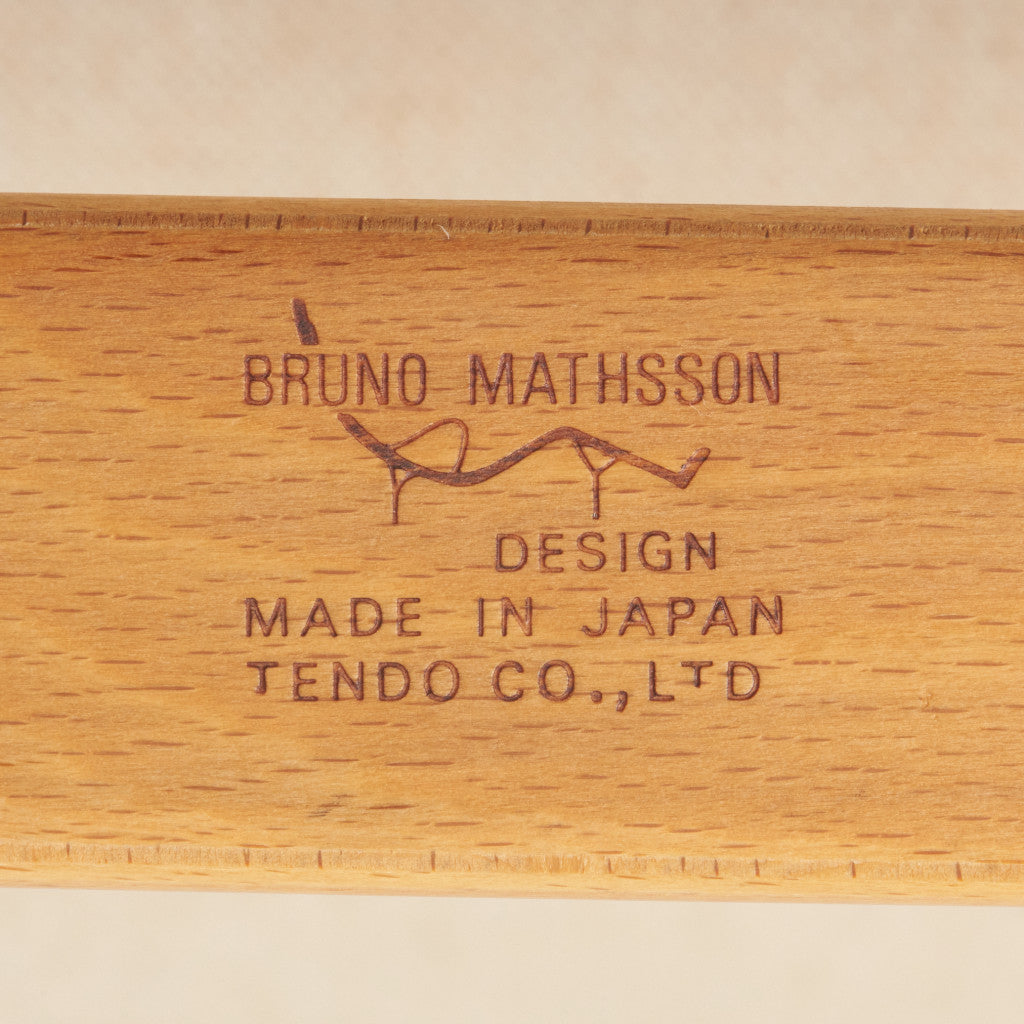 BRUNO MATHSSON
DESIGN
MADE IN JAPAN
TENDO CO.,LTD